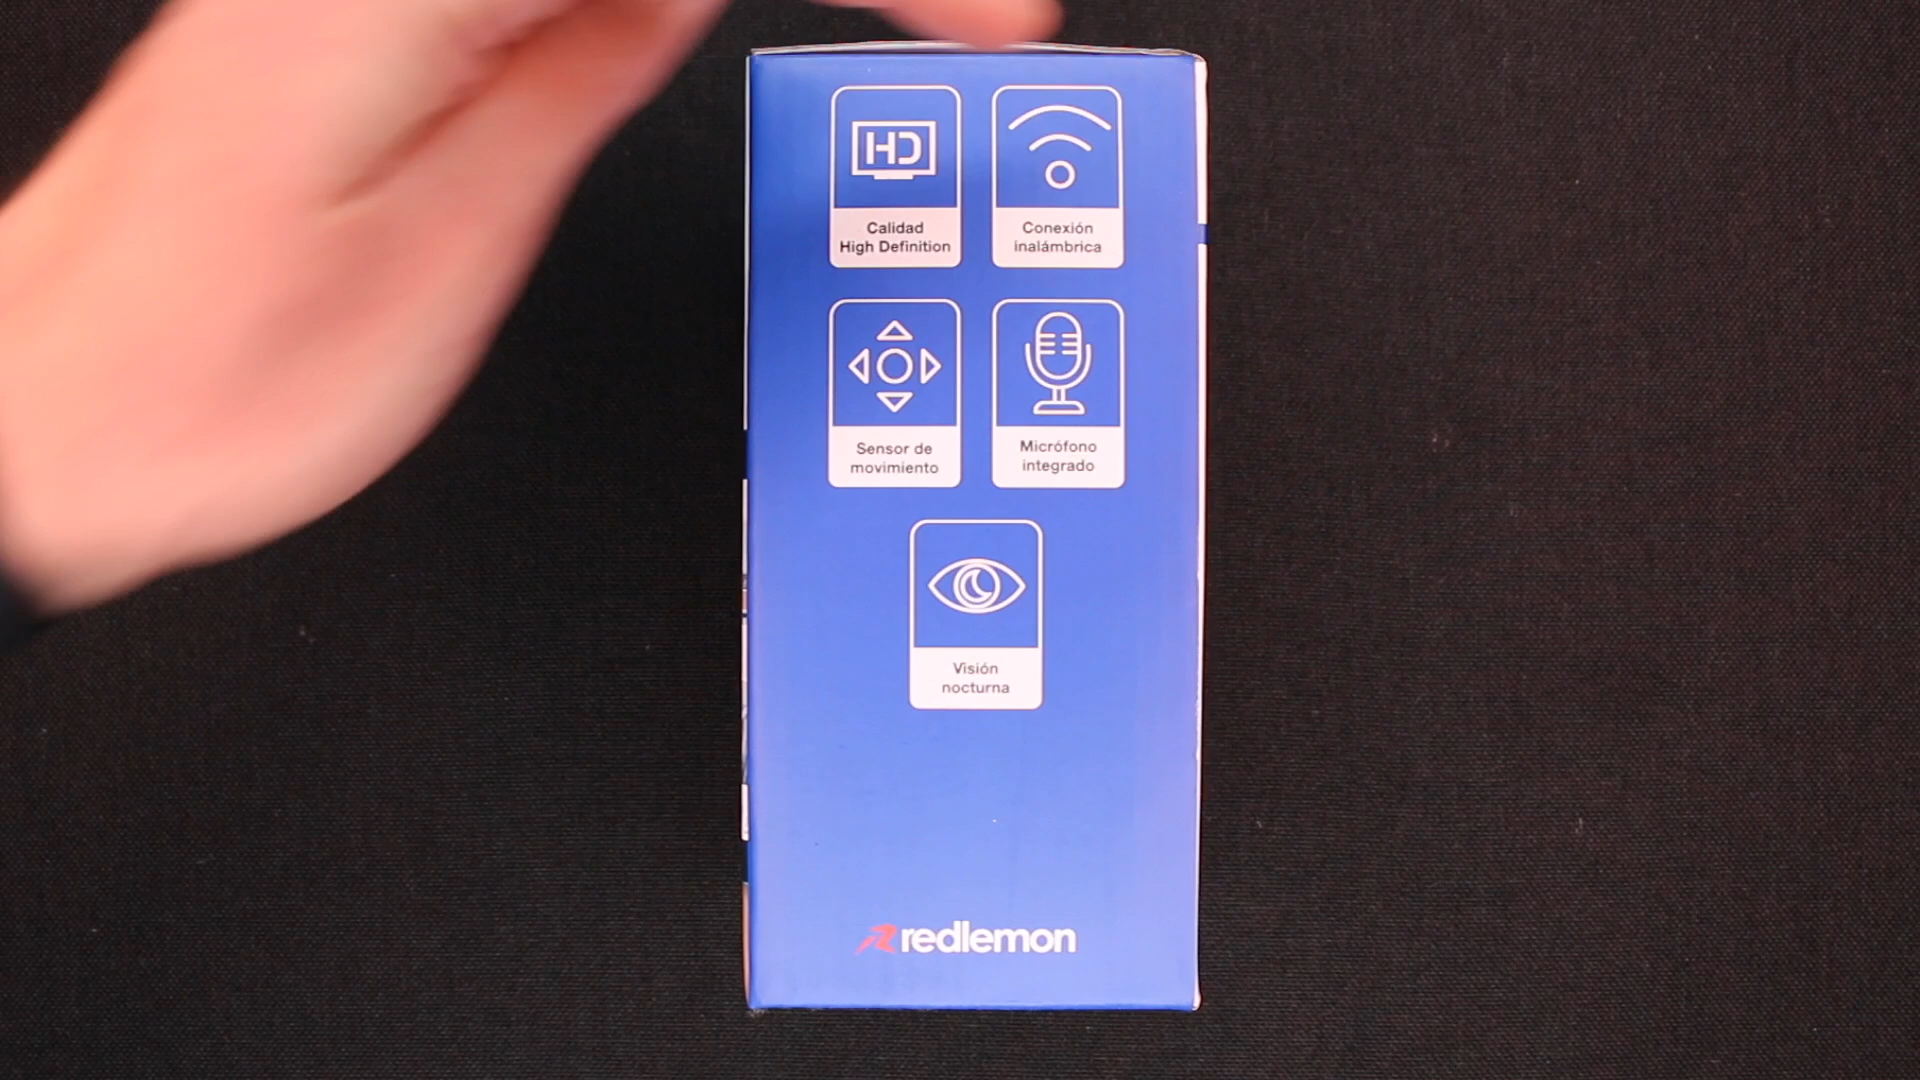 HD
Calidad
High Definition
Conexión
inalámbrica
Sensor de
movimiento
Micrófono
integrado
Visión
nocturna
redlemon